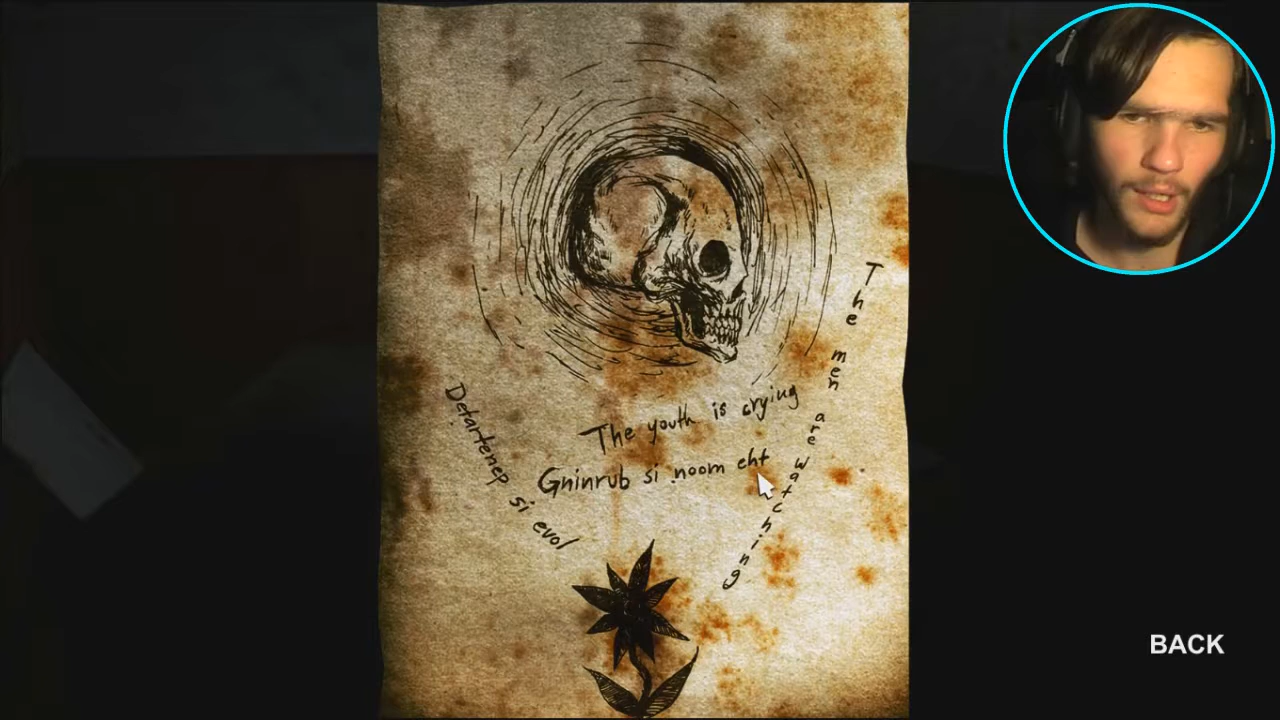 The men are watching
Detartenep si evol
The youth is crying
Gninrub si noom eht
BACK